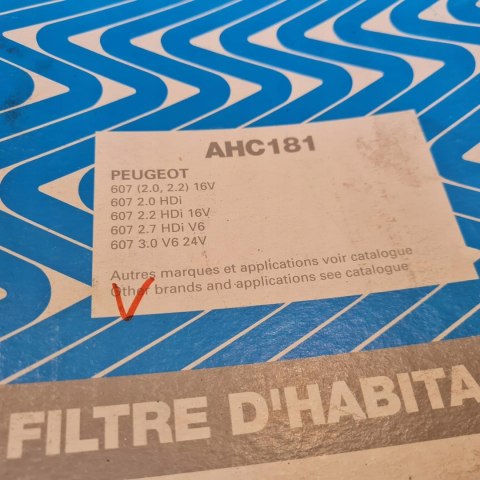 AHC181
PEUGEOT
607 (2.0, 2.2) 16V
607 2.0 HDi
607 2.2 HDi 16V
607 2.7 HDi V6
607 3.0 V6 24V
Autres marques et applications voir catalogue
Other brands and applications see catalogue
FILTRE D'HABITA